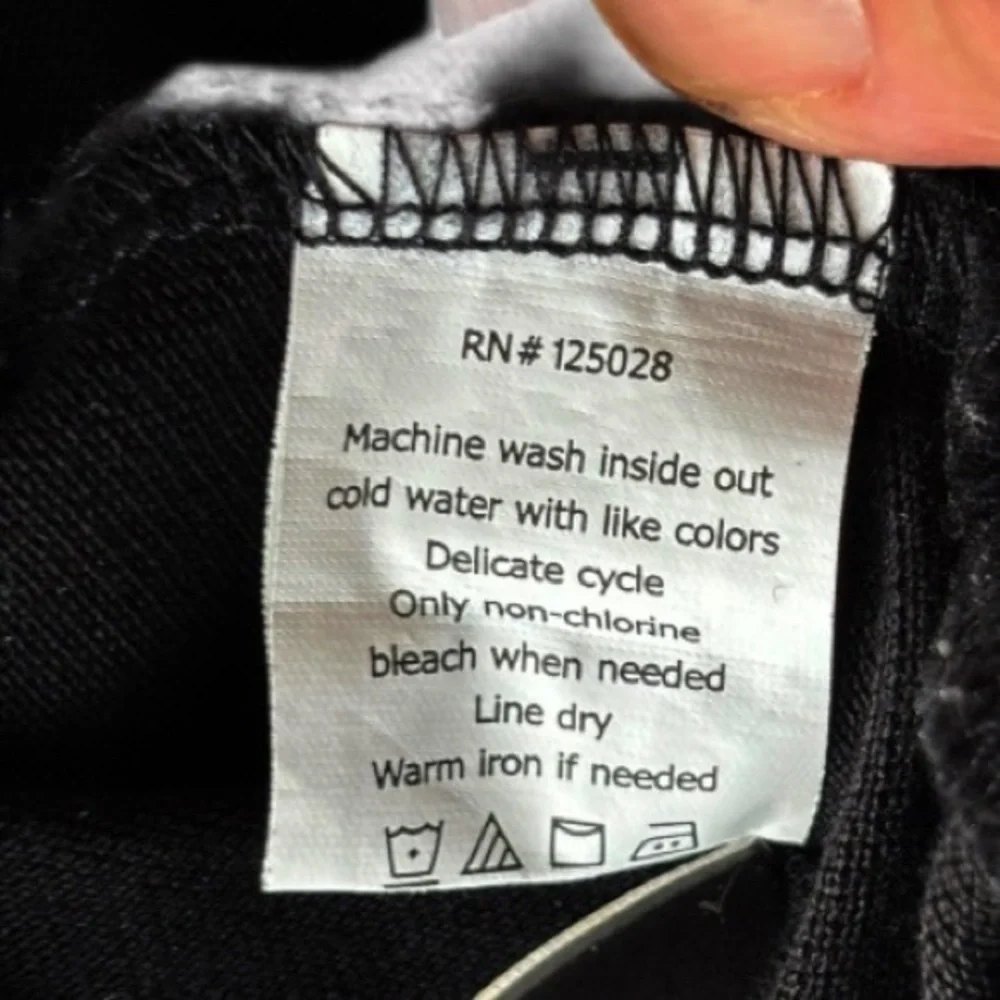 RN# 125028
Machine wash inside out
cold water with like colors
Delicate cycle
Only non-chlorine
bleach when needed
Line dry
Warm iron if needed